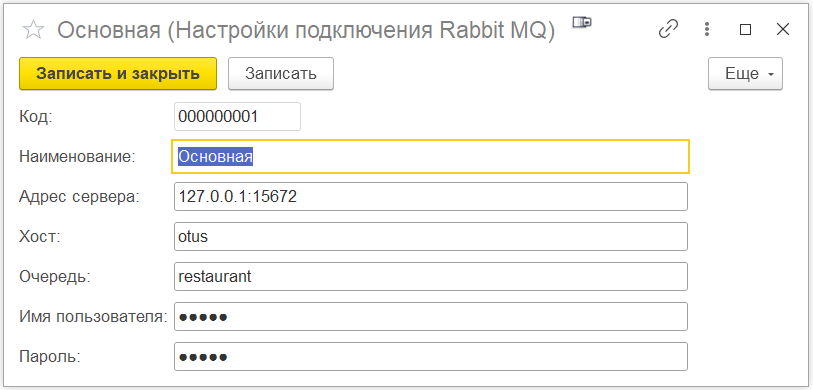 Основная (Настройки подключения Rabbit MQ)
Записать и закрыть Записать Еще
Код: 000000001
Наименование: Основная
Адрес сервера: 127.0.0.1:15672
Хост: otus
Очередь: restaurant
Имя пользователя: ●●●●●
Пароль: ●●●●●